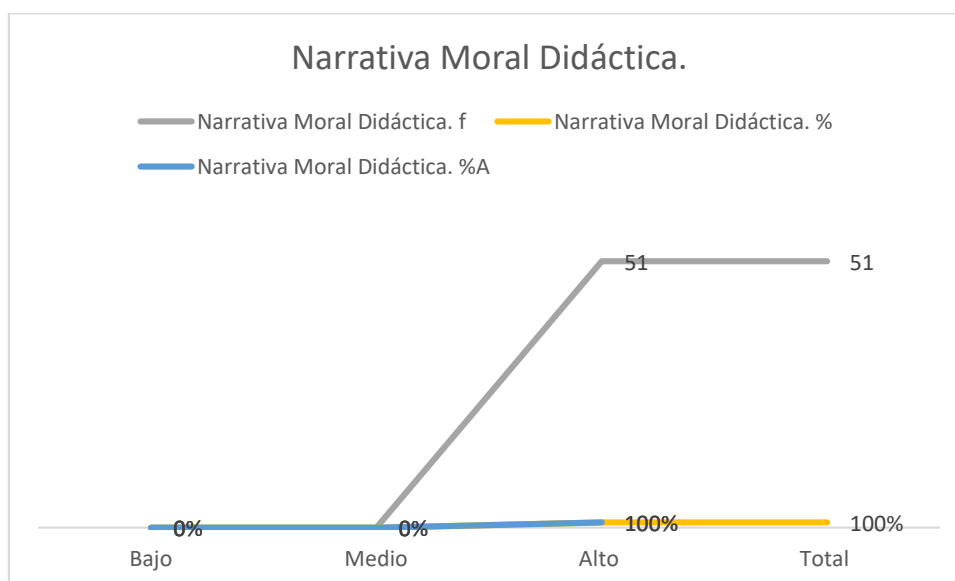 Narrativa Moral Didáctica.
Narrativa Moral Didáctica. f
Narrativa Moral Didáctica. %
Narrativa Moral Didáctica. %A
51
51
0%
0%
100%
100%
Bajo
Medio
Alto
Total